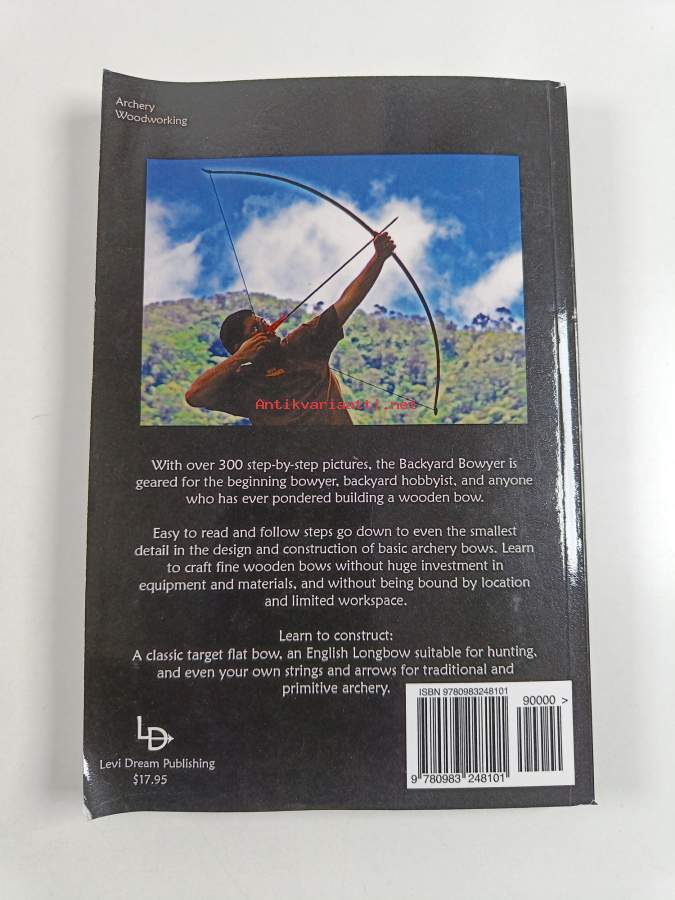 Archery
Woodworking
Antikvariaatti.net
With over 300 step-by-step pictures, the Backyard Bowyer is
geared for the beginning bowyer, backyard hobbyist, and anyone
who has ever pondered building a wooden bow.
Easy to read and follow steps go down to even the smallest
detail in the design and construction of basic archery bows. Learn
to craft fine wooden bows without huge investment in
equipment and materials, and without being bound by location
and limited workspace.
Learn to construct:
A classic target flat bow, an English Longbow suitable for hunting,
and even your own strings and arrows for traditional and
primitive archery.
LD
Levi Dream Publishing
$17.95
ISBN 9780983248101
90000 >
9 780983 248101